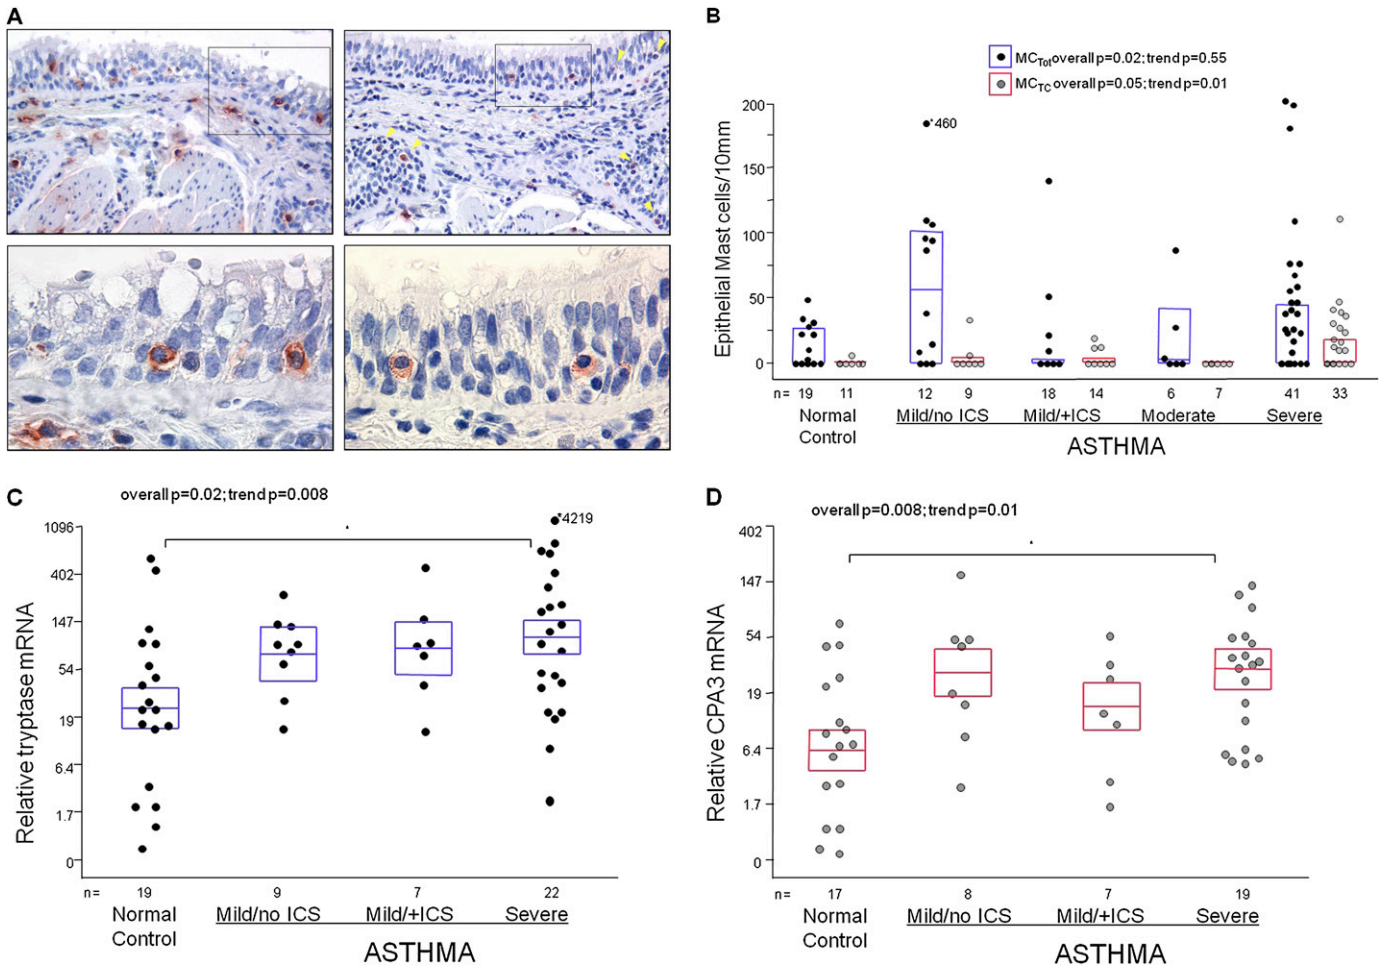 A
B
MCTot overall p=0.02; trend p=0.55
MCTC overall p=0.05; trend p=0.01
Epithelial Mast cells/10mm
200
150
100
50
0
*460
n= 19 11 12 9 18 14 6 7 41 33
Normal Control
Mild/no ICS Mild/+ICS Moderate Severe
ASTHMA
C
overall p=0.02; trend p=0.008
Relative tryptase mRNA
1096
402
147
54
19
6.4
1.7
0
*4219
n= 19 9 7 22
Normal Control
Mild/no ICS Mild/+ICS Severe
ASTHMA
D
overall p=0.008; trend p=0.01
Relative CPA3 mRNA
402
147
54
19
6.4
1.7
0
n= 17 8 7 19
Normal Control
Mild/no ICS Mild/+ICS Severe
ASTHMA